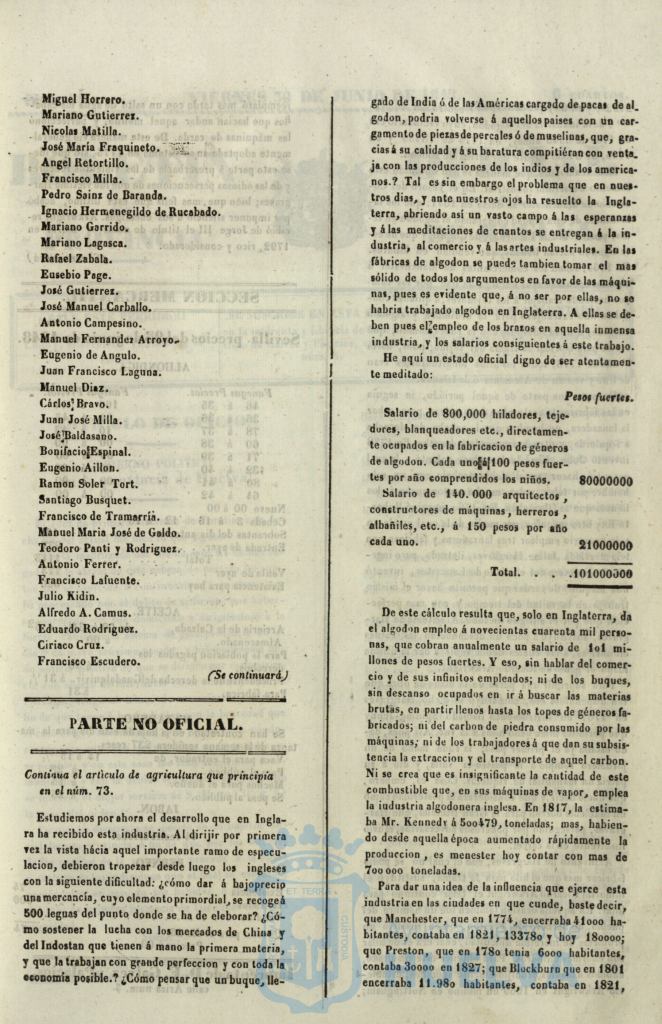 Miguel Horrero.
Mariano Gutierrez.
Nicolas Matilla.
José María Fraquineto.
Angel Retortillo.
Francisco Milla.
Pedro Sainz de Baranda.
Ignacio Hermenegildo de Rucabado.
Mariano Garrido.
Mariano Lagasca.
Rafael Zabala.
Eusebio Page.
José Gutierrez.
José Manuel Carballo.
Antonio Campesino.
Manuel Fernandez Arroyo.
Eugenio de Angulo.
Juan Francisco Laguna.
Manuel Diaz.
Cárlos Bravo.
Juan José Milla.
José Baldasano.
Bonifacio Espinal.
Eugenio Aillon.
Ramon Soler Tort.
Santiago Busquet.
Francisco de Tramarría.
Manuel Maria José de Galdo.
Teodoro Panti y Rodriguez.
Antonio Ferrer.
Francisco Lafuente.
Julio Kidin.
Alfredo A. Camus.
Eduardo Rodríguez.
Ciriaco Cruz.
Francisco Escudero.
(Se continuará)
PARTE NO OFICIAL.
Continua el artículo de agricultura que principia
en el núm. 73.
Estudiemos por ahora el desarrollo que en Ingla-
ra ha recibido esta industria. Al dirijir por primera
vez la vista hácia aquel importante ramo de especu-
lacion, debieron tropezar desde luego los ingleses
con la siguiente dificultad: ¿cómo dar á bajo precio
una mercancía, cuyo elemento primordial, se recoge á
500 leguas del punto donde se ha de eleborar? ¿Có-
mo sostener la lucha con los mercados de China y
del Indostan que tienen á mano la primera materia,
y que la trabajan con grande perfeccion y con toda la
economía posible.? ¿Cómo pensar que un buque, lle-
gado de India ó de las Américas cargado de pacas de al-
godon, podria volverse á aquellos paises con un car-
gamento de piezas de percales ó de muselinas, que, gra-
cias á su calidad y á su baratura compitiéran con venta-
ja con las producciones de los indios y de los america-
nos.? Tal es sin embargo el problema que en nues-
tros dias, y ante nuestros ojos ha resuelto la Ingla-
terra, abriendo así un vasto campo á las esperanzas
y á las meditaciones de cnantos se entregan á la in-
dustria, al comercio y á las artes industriales. En las
fábricas de algodon se puede tambien tomar el mas
sólido de todos los argumentos en favor de las máqui-
nas, pues es evidente que, á no ser por ellas, no se
habria trabajado algodon en Inglaterra. A ellas se de-
ben pues el empleo de los brazos en aquella inmensa
industria, y los salarios consiguientes á este trabajo.
He aquí un estado oficial digno de ser atentamen-
te meditado:
Pesos fuertes.
Salario de 800,000 hiladores, teje-
dores, blanqueadores etc., directamen-
te ocupados en la fabricacion de géneros
de algodon. Cada uno á 100 pesos fuer-
tes por año comprendidos los niños. 80000000
Salario de 140.000 arquitectos,
constructores de máquinas, herreros,
albañiles, etc., á 150 pesos por año
cada uno. 21000000
Total. . . .101000000
De este cálculo resulta que, solo en Inglaterra, da
el algodon empleo á novecientas cuarenta mil perso-
nas, que cobran anualmente un salario de 101 mi-
llones de pesos fuertes. Y eso, sin hablar del comer-
cio y de sus infinitos empleados; ni de los buques,
sin descanso ocupados en ir á buscar las materias
brutas, en partir llenos hasta los topes de géneros fa-
bricados; ni del carbon de piedra consumido por las
máquinas; ni de los trabajadores á que dan su subsis-
tencia la extraccion y el transporte de aquel carbon.
Ni se crea que es insignificante la cantidad de este
combustible que, en sus máquinas de vapor, emplea
la iudustria algodonera inglesa. En 1817, la estima-
ba Mr. Kennedy á 500479, toneladas; mas, habien-
do desde aquella época aumentado rápidamente la
produccion, es menester hoy contar con mas de
700 000 toneladas.
Para dar una idea de la influencia que ejerce esta
industria en las ciudades en que cunde, baste decir,
que Manchester, que en 1774, encerraba 41000 ha-
bitantes, contaba en 1821, 133780 y hoy 180000;
que Preston, que en 1780 tenia 6000 habitantes,
contaba 30000 en 1827; que Bluckburn que en 1801
encerraba 11.980 habitantes, contaba en 1821,